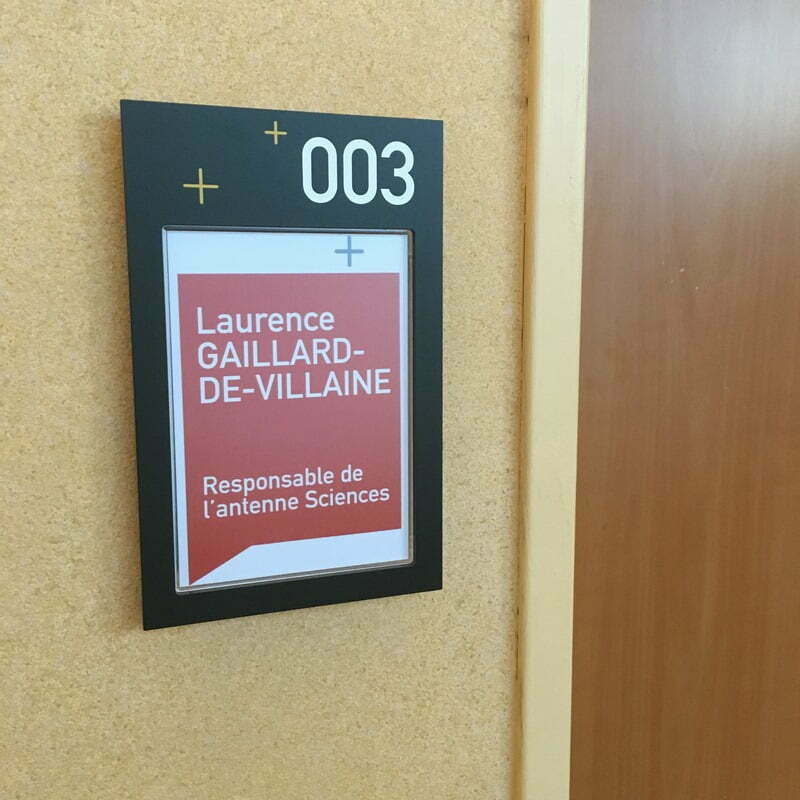 003
Laurence
GAILLARD-
DE-VILLAINE
Responsable de
l'antenne Sciences